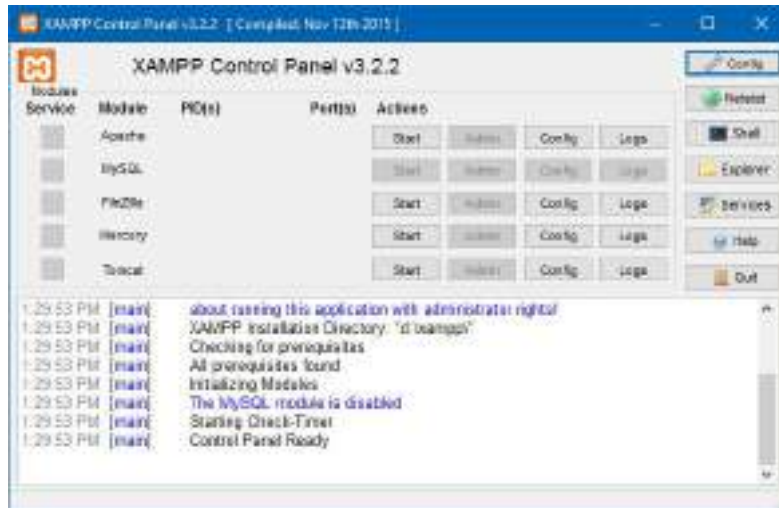 XAMPP Control Panel v3.2.2 [ Compiled: Nov 12th 2015 ]
XAMPP Control Panel v3.2.2
Config
Modules
Service Module PID(s) Port(s) Actions
Netstat
Apache Start Admin Config Logs
Shell
MySQL Start Admin Config Logs
Explorer
FileZilla Start Admin Config Logs
Services
Mercury Start Admin Config Logs
Help
Tomcat Start Admin Config Logs
Quit
1:29:53 PM [main] about running this application with administrator rights!
1:29:53 PM [main] XAMPP Installation Directory: "d:\xampp\"
1:29:53 PM [main] Checking for prerequisites
1:29:53 PM [main] All prerequisites found
1:29:53 PM [main] Initializing Modules
1:29:53 PM [main] The MySQL module is disabled
1:29:53 PM [main] Starting Check-Timer
1:29:53 PM [main] Control Panel Ready